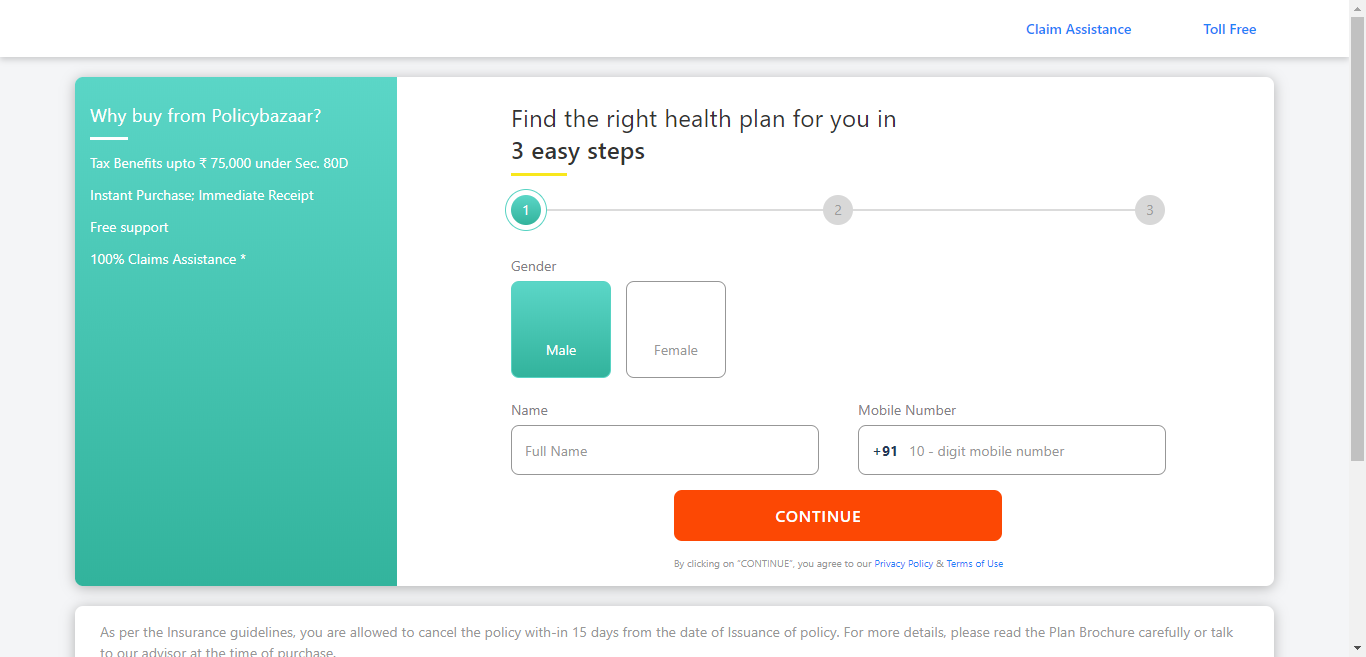 Claim Assistance
Toll Free
Why buy from Policybazaar?
Tax Benefits upto ₹ 75,000 under Sec. 80D
Instant Purchase; Immediate Receipt
Free support
100% Claims Assistance *
Find the right health plan for you in
3 easy steps
1
2
3
Gender
Male
Female
Name
Mobile Number
Full Name
+91 10 - digit mobile number
CONTINUE
By clicking on "CONTINUE", you agree to our Privacy Policy & Terms of Use
As per the Insurance guidelines, you are allowed to cancel the policy with-in 15 days from the date of Issuance of policy. For more details, please read the Plan Brochure carefully or talk
to our advisor at the time of purchase.